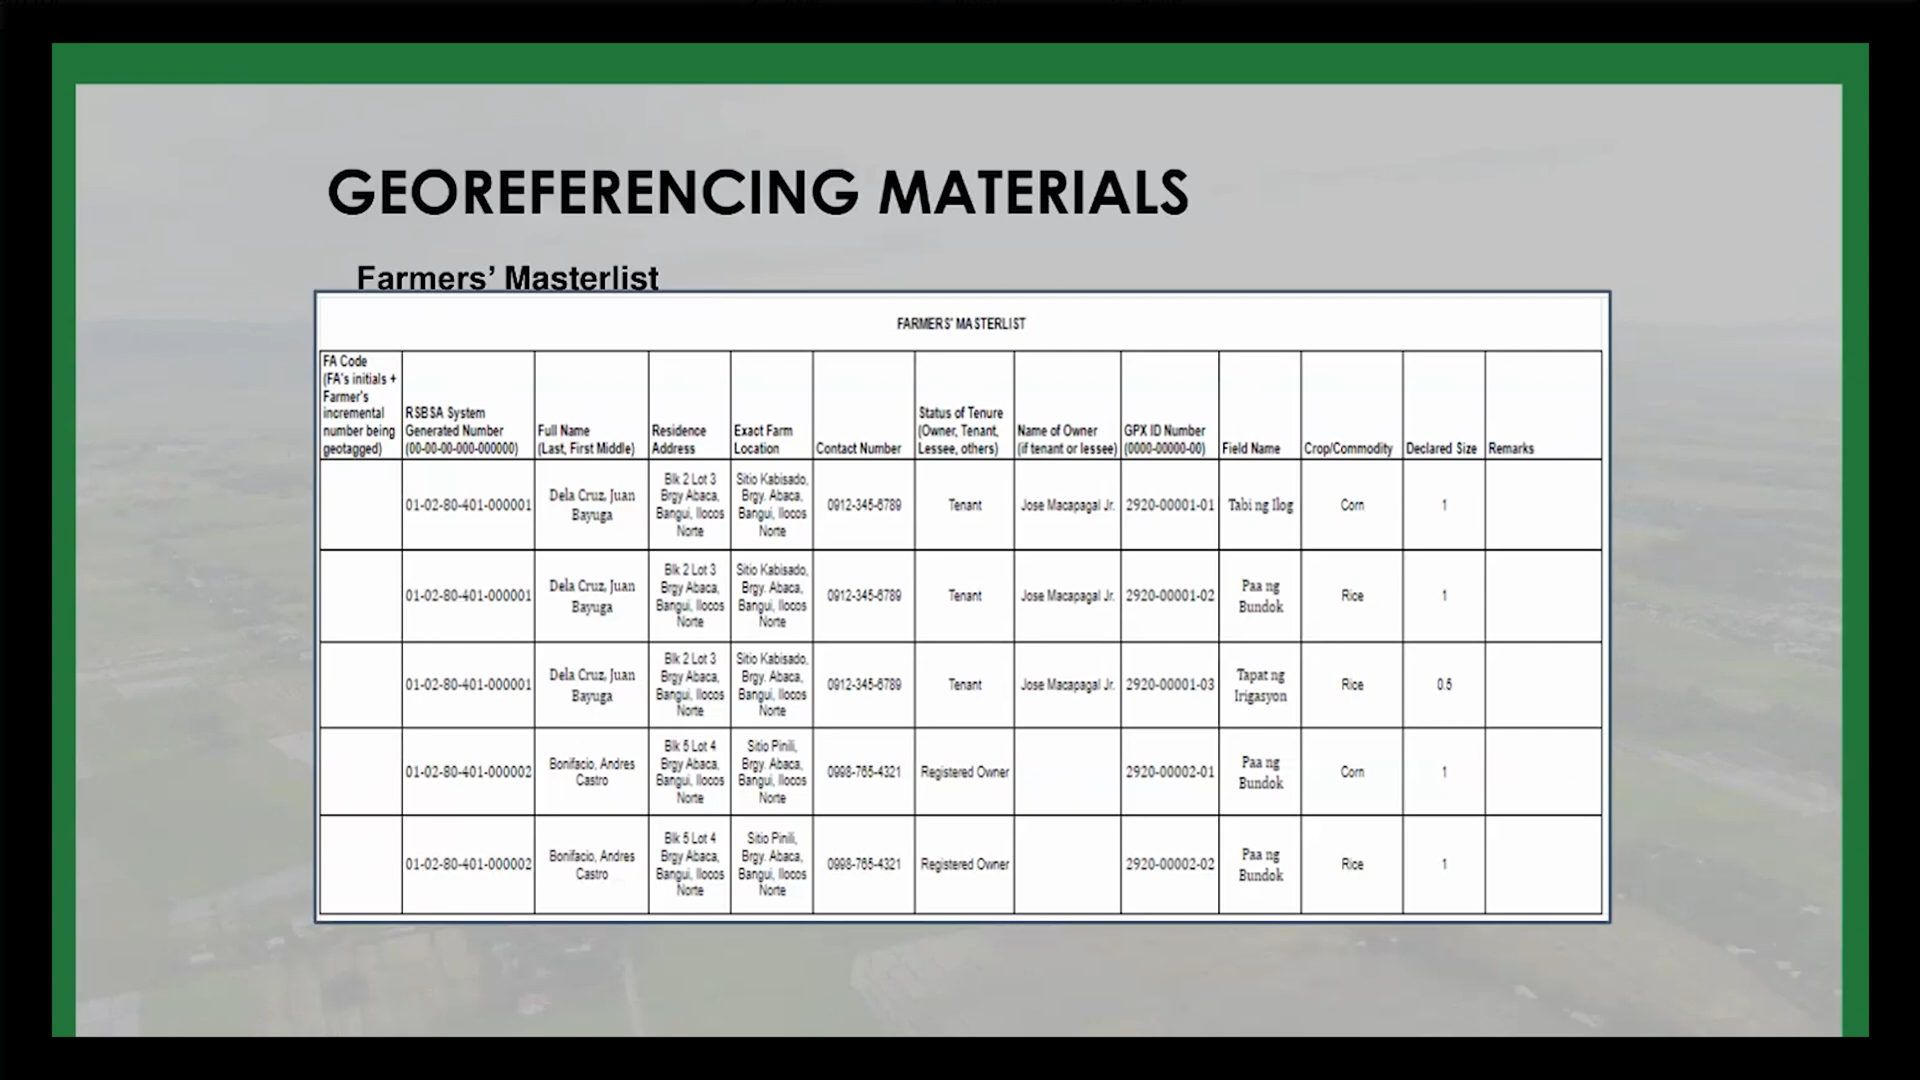 GEOREFERENCING MATERIALS
Farmers' Masterlist
FARMERS' MASTERLIST
FA Code
(FA's initials +
Farmer's
incremental
number being
geotagged)
RSBSA System
Generated Number
(00-00-00-000-000000)
Full Name
(Last, First Middle)
Residence
Address
Exact Farm
Location
Contact Number
Status of Tenure
(Owner, Tenant,
Lessee, others)
Name of Owner
(if tenant or lessee)
GPX ID Number
(0000-00000-00)
Field Name
Crop/Commodity
Declared Size
Remarks
01-02-80-401-000001
Dela Cruz, Juan
Bayuga
Blk 2 Lot 3
Brgy Abaca,
Bangui, Ilocos
Norte
Sitio Kabisado,
Brgy. Abaca,
Bangui, Ilocos
Norte
0912-345-6789
Tenant
Jose Macapagal Jr.
2920-00001-01
Tabi ng Ilog
Corn
1
01-02-80-401-000001
Dela Cruz, Juan
Bayuga
Blk 2 Lot 3
Brgy Abaca,
Bangui, Ilocos
Norte
Sitio Kabisado,
Brgy. Abaca,
Bangui, Ilocos
Norte
0912-345-6789
Tenant
Jose Macapagal Jr.
2920-00001-02
Paa ng
Bundok
Rice
1
01-02-80-401-000001
Dela Cruz, Juan
Bayuga
Blk 2 Lot 3
Brgy Abaca,
Bangui, Ilocos
Norte
Sitio Kabisado,
Brgy. Abaca,
Bangui, Ilocos
Norte
0912-345-6789
Tenant
Jose Macapagal Jr.
2920-00001-03
Tapat ng
Irigasyon
Rice
0.5
01-02-80-401-000002
Bonifacio, Andres
Castro
Blk 5 Lot 4
Brgy Abaca,
Bangui, Ilocos
Norte
Sitio Pinili,
Brgy. Abaca,
Bangui, Ilocos
Norte
0998-765-4321
Registered Owner
2920-00002-01
Paa ng
Bundok
Corn
1
01-02-80-401-000002
Bonifacio, Andres
Castro
Blk 5 Lot 4
Brgy Abaca,
Bangui, Ilocos
Norte
Sitio Pinili,
Brgy. Abaca,
Bangui, Ilocos
Norte
0998-765-4321
Registered Owner
2920-00002-02
Paa ng
Bundok
Rice
1